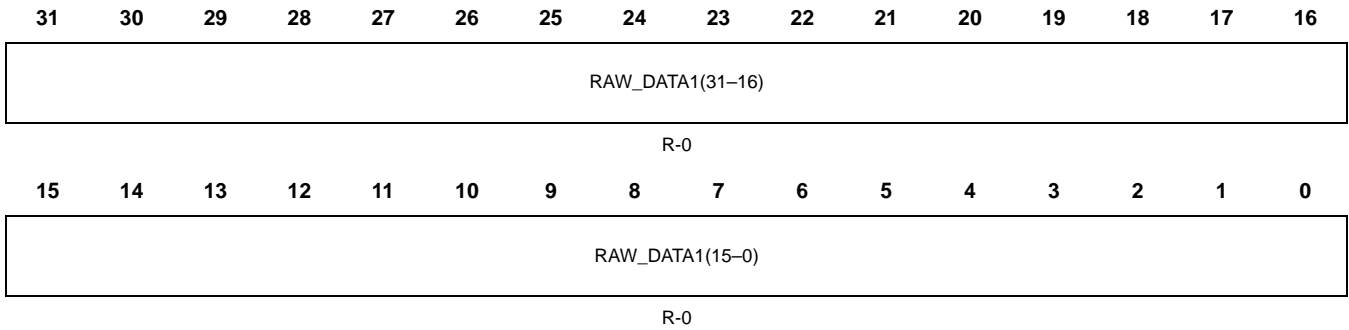 31 30 29 28 27 26 25 24 23 22 21 20 19 18 17 16
RAW_DATA1(31–16)
R-0
15 14 13 12 11 10 9 8 7 6 5 4 3 2 1 0
RAW_DATA1(15–0)
R-0